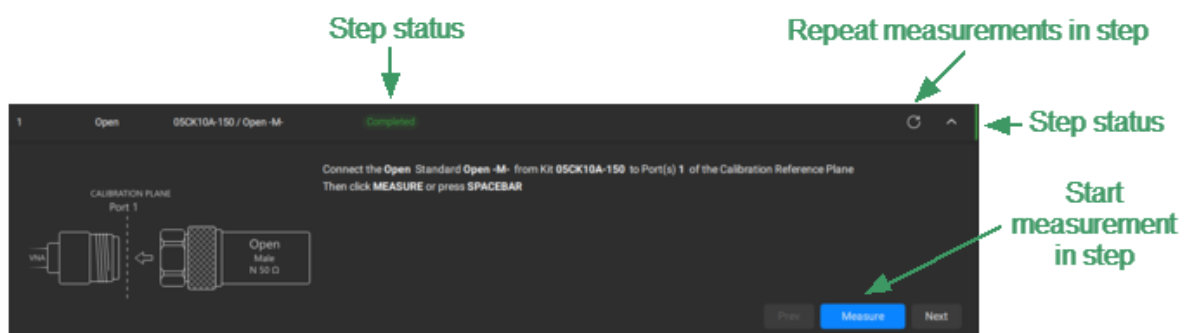 Step status
Repeat measurements in step
1 Open 05CK10A-150 / Open -M- Completed
Step status
Connect the Open Standard Open -M- from Kit 05CK10A-150 to Port(s) 1 of the Calibration Reference Plane
Then click MEASURE or press SPACEBAR
CALIBRATION PLANE
Port 1
VNA
Open
Male
N 50 Ω
Start
measurement
in step
Prev Measure Next